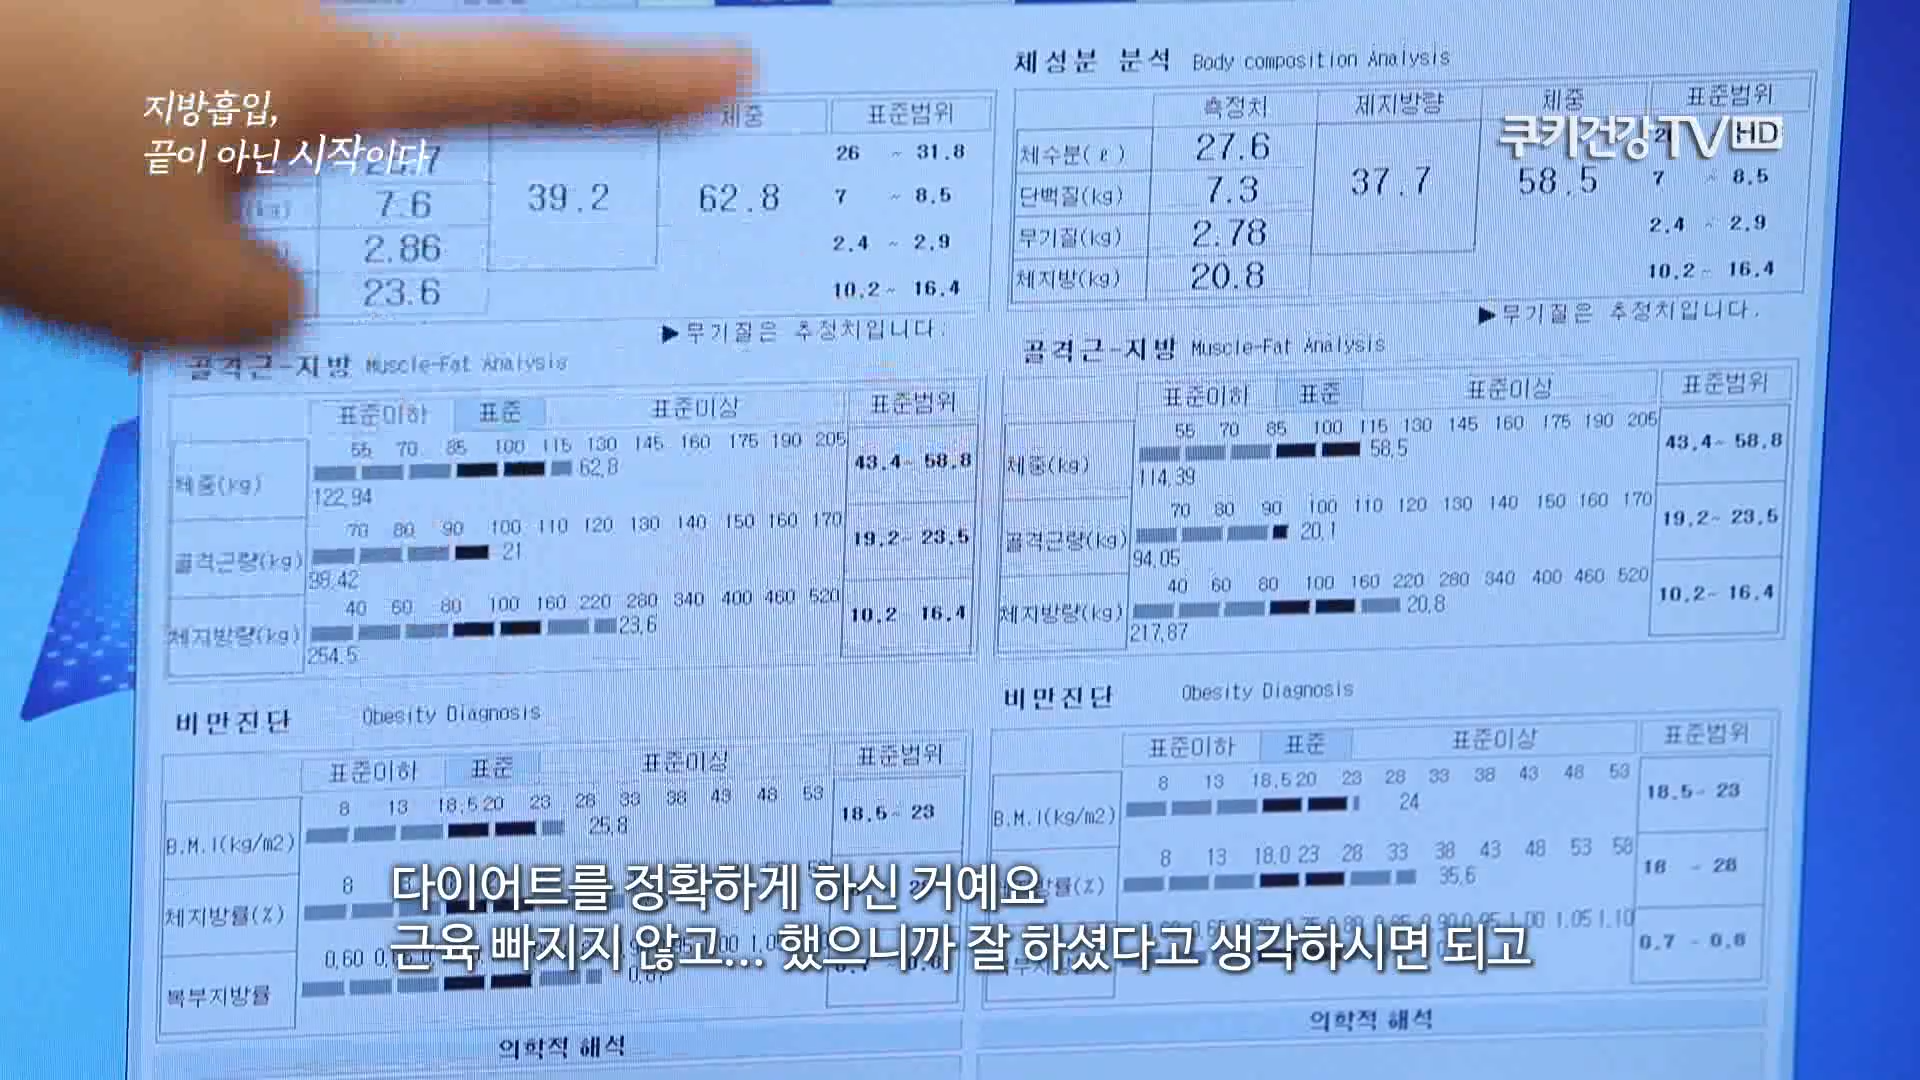 지방흡입,
끝이 아닌 시작이다
쿠키건강TV HD
체중 표준범위
26 ~ 31.8
7.6 39.2 62.8 7 ~ 8.5
2.86 2.4 ~ 2.9
23.6 10.2 ~ 16.4
▶무기질은 추정치입니다.
골격근-지방 Muscle-Fat Analysis
표준이하 표준 표준이상 표준범위
55 70 85 100 115 130 145 160 175 190 205
체중(kg) 62.8 43.4~ 58.8
122.94
70 80 90 100 110 120 130 140 150 160 170
골격근량(kg) 21 19.2~ 23.5
99.42
40 60 80 100 160 220 280 340 400 460 520
체지방량(kg) 23.6 10.2~ 16.4
254.5
비만진단 Obesity Diagnosis
표준이하 표준 표준이상 표준범위
8 13 18.5 20 23 28 33 38 43 48 53
B.M.I(kg/m2) 25.8 18.5~ 23
체지방률(%) 8
0.60
복부지방률
의학적 해석
체성분 분석 Body composition Analysis
측정치 제지방량 체중 표준범위
체수분(ℓ) 27.6
단백질(kg) 7.3 37.7 58.5 7 ~ 8.5
무기질(kg) 2.78 2.4 ~ 2.9
체지방(kg) 20.8 10.2~ 16.4
▶무기질은 추정치입니다.
골격근-지방 Muscle-Fat Analysis
표준이하 표준 표준이상 표준범위
55 70 85 100 115 130 145 160 175 190 205
체중(kg) 58.5 43.4~ 58.8
114.39
70 80 90 100 110 120 130 140 150 160 170
골격근량(kg) 20.1 19.2~ 23.5
94.05
40 60 80 100 160 220 280 340 400 460 520
체지방량(kg) 20.8 10.2~ 16.4
217.87
비만진단 Obesity Diagnosis
표준이하 표준 표준이상 표준범위
8 13 18.5 20 23 28 33 38 43 48 53
B.M.I(kg/m2) 24 18.5~ 23
8 13 18.0 23 28 33 38 43 48 53 58
35.6 18 ~ 28
1.00 1.05 1.10
0.7 ~ 0.8
의학적 해석
다이어트를 정확하게 하신 거예요
근육 빠지지 않고... 했으니까 잘 하셨다고 생각하시면 되고